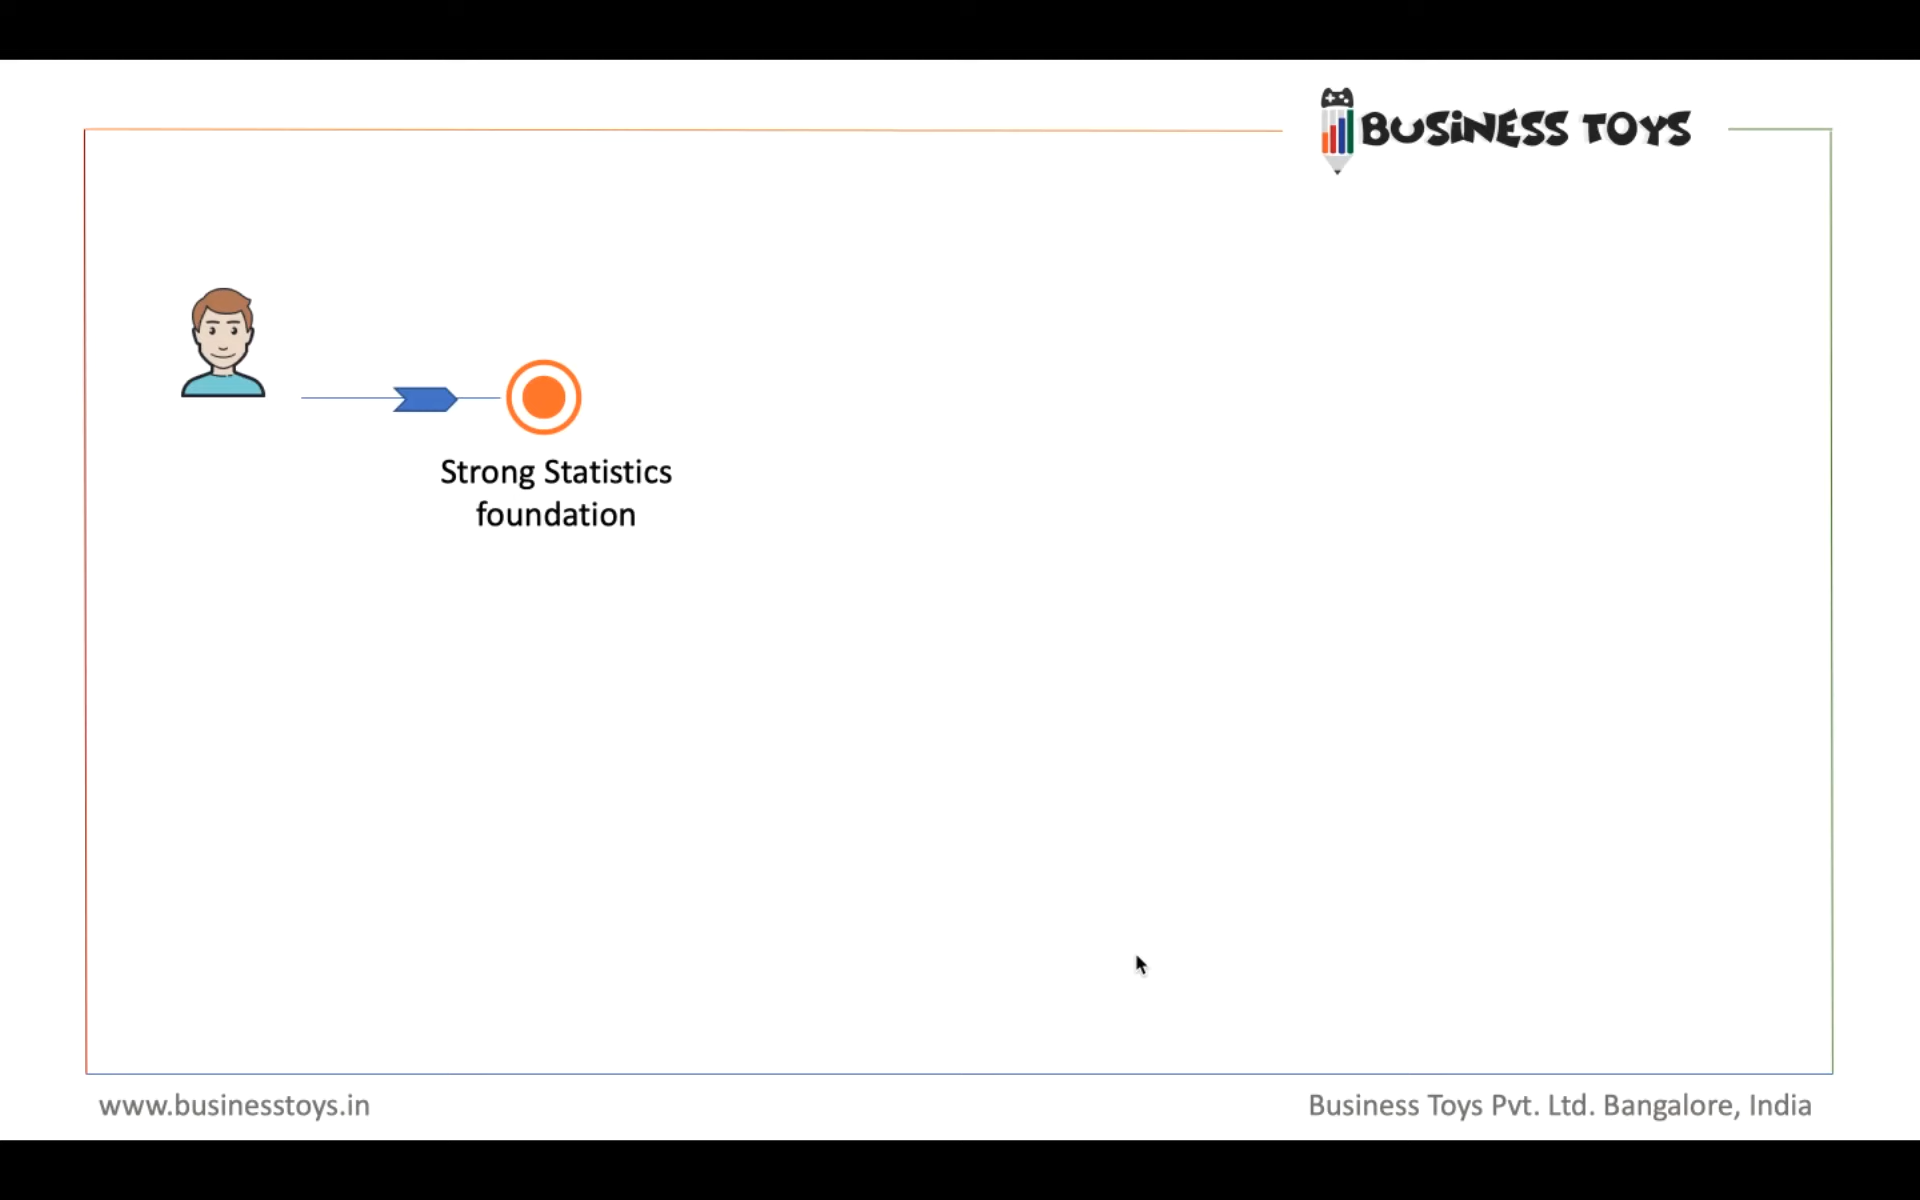 BUSINESS TOYS
Strong Statistics
foundation
www.businesstoys.in
Business Toys Pvt. Ltd. Bangalore, India